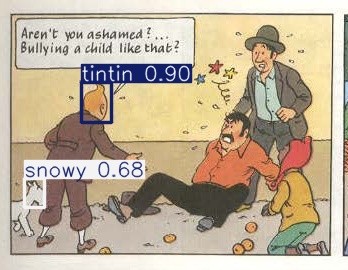 Aren't you ashamed?...
Bullying a child like that?
tintin 0.90
snowy 0.68